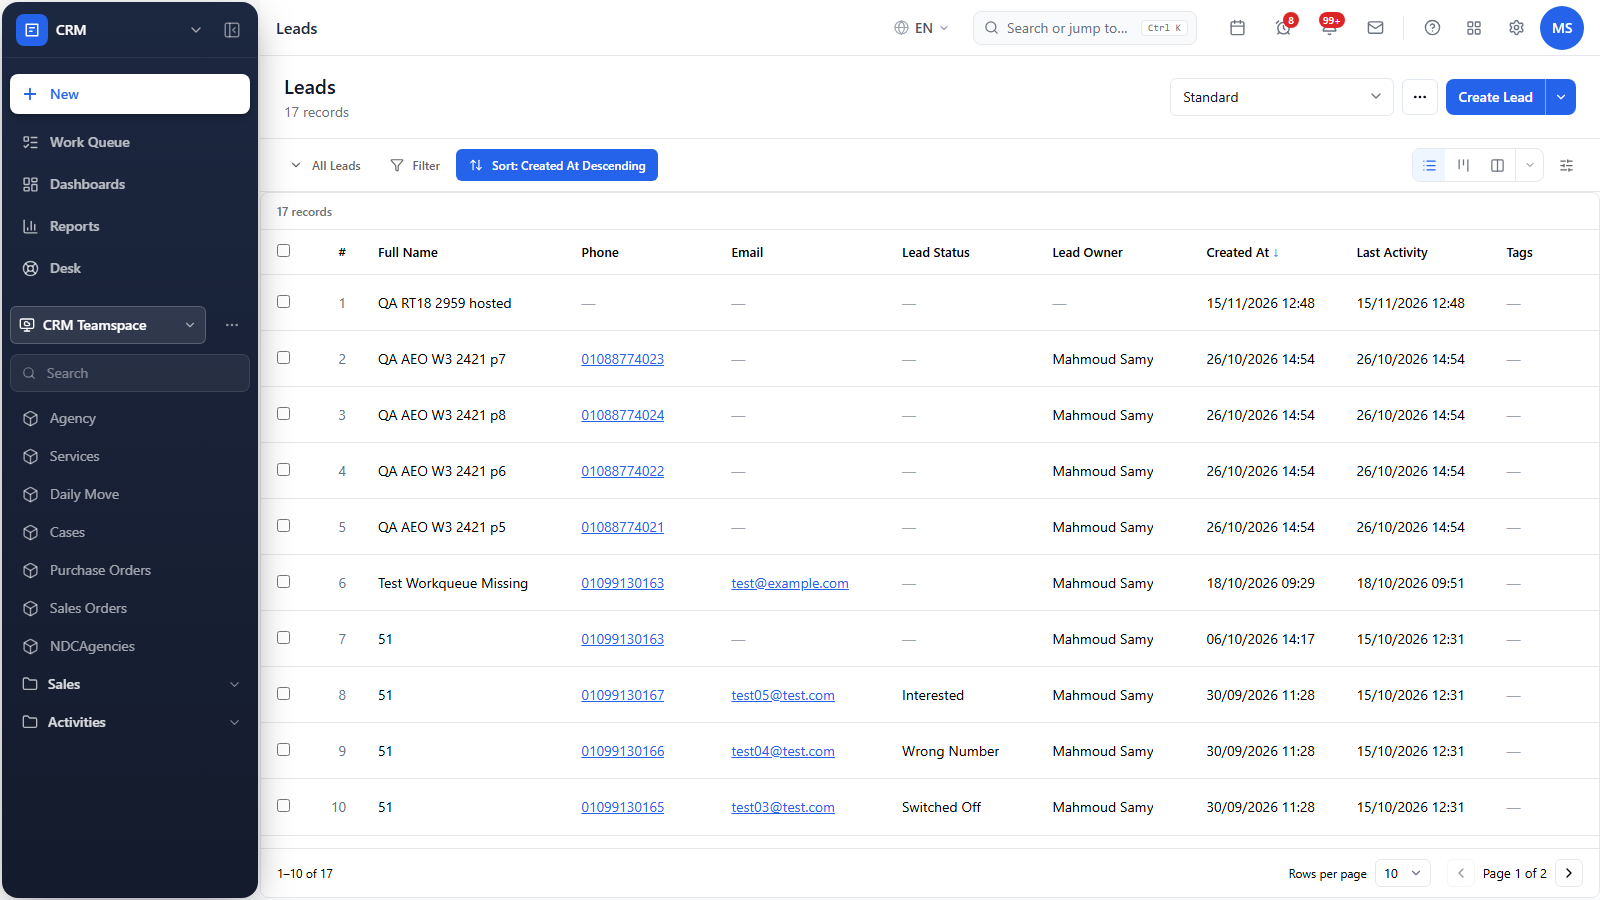 CRM
Leads
EN
Search or jump to...
Ctrl K
8
99+
MS
New
Work Queue
Dashboards
Reports
Desk
CRM Teamspace
Search
Agency
Services
Daily Move
Cases
Purchase Orders
Sales Orders
NDCAgencies
Sales
Activities
Leads
17 records
Standard
Create Lead
All Leads
Filter
Sort: Created At Descending
17 records
# Full Name Phone Email Lead Status Lead Owner Created At ↓ Last Activity Tags
1 QA RT18 2959 hosted — — — — 15/11/2026 12:48 15/11/2026 12:48 —
2 QA AEO W3 2421 p7 01088774023 — — Mahmoud Samy 26/10/2026 14:54 26/10/2026 14:54 —
3 QA AEO W3 2421 p8 01088774024 — — Mahmoud Samy 26/10/2026 14:54 26/10/2026 14:54 —
4 QA AEO W3 2421 p6 01088774022 — — Mahmoud Samy 26/10/2026 14:54 26/10/2026 14:54 —
5 QA AEO W3 2421 p5 01088774021 — — Mahmoud Samy 26/10/2026 14:54 26/10/2026 14:54 —
6 Test Workqueue Missing 01099130163 test@example.com — Mahmoud Samy 18/10/2026 09:29 18/10/2026 09:51 —
7 51 01099130163 — — Mahmoud Samy 06/10/2026 14:17 15/10/2026 12:31 —
8 51 01099130167 test05@test.com Interested Mahmoud Samy 30/09/2026 11:28 15/10/2026 12:31 —
9 51 01099130166 test04@test.com Wrong Number Mahmoud Samy 30/09/2026 11:28 15/10/2026 12:31 —
10 51 01099130165 test03@test.com Switched Off Mahmoud Samy 30/09/2026 11:28 15/10/2026 12:31 —
1–10 of 17
Rows per page 10
Page 1 of 2